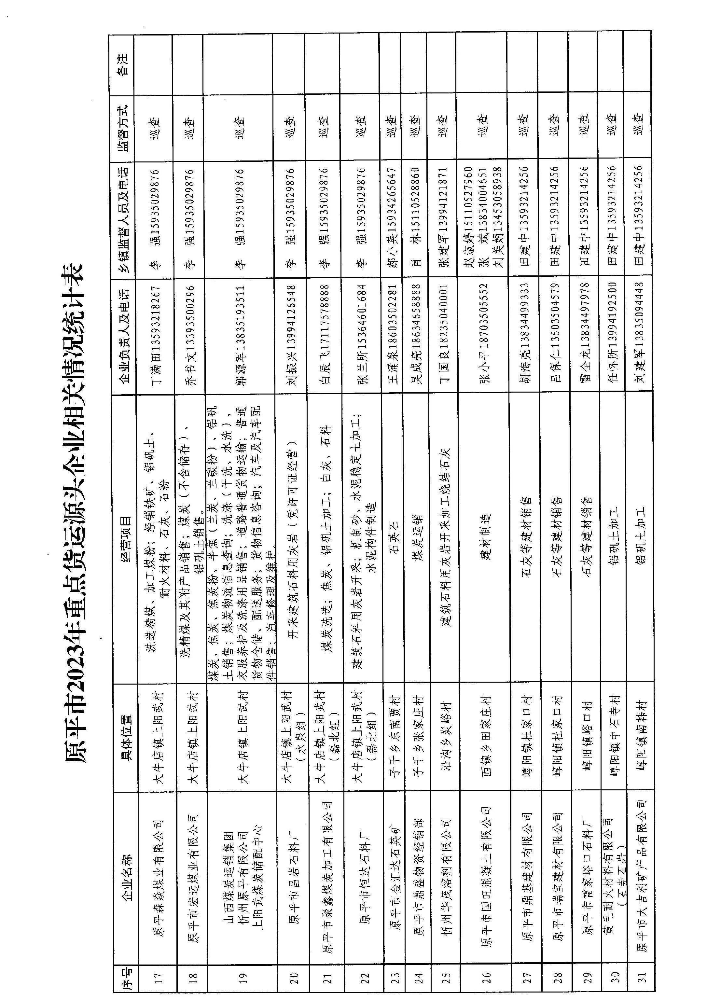 原平市2023年重点货运源头企业相关情况统计表
序号 企业名称 具体位置 经营项目 企业负责人及电话 乡镇监督人员及电话 监督方式 备注
17 原平森焱煤业有限公司 大牛店镇上阳武村 洗选精煤、加工煤粉；经销铁矿、铝矾土、
耐火材料、石灰、石粉 丁满田13593218267 李　强15935029876 巡查
18 原平市宏远煤业有限公司 大牛店镇上阳武村 洗精煤及其附产品销售；煤炭（不含储存）、
铝矾土销售。 乔书文13393500296 李　强15935029876 巡查
19 山西煤炭运销集团
忻州原平有限公司
上阳武煤炭储配中心 大牛店镇上阳武村 煤炭、焦炭、焦炭粉、半焦（兰炭、兰碳粉）、铝矾
土销售；煤炭物流信息查询；洗涤（干洗、水洗），
衣服养护及洗涤用品销售；道路普通货物运输；普通
货物仓储、配送服务；货物信息咨询；汽车及汽车配
件销售；汽车修理及维护。 郭源军13835193511 李　强15935029876 巡查
20 原平市昌岩石料厂 大牛店镇上阳武村
（水泉组） 开采建筑石料用灰岩（凭许可证经营） 刘振兴13994126548 李　强15935029876 巡查
21 原平市聚鑫煤炭加工有限公司 大牛店镇上阳武村
（磊北组） 煤炭洗选；焦炭、铝矾土加工；白灰、石料 白辰飞17117578888 李　强15935029876 巡查
22 原平市恒达石料厂 大牛店镇上阳武村
（磊北组） 建筑石料用灰岩开采；机制砂、水泥稳定土加工；
水泥构件制造 张兰所15364601684 李　强15935029876 巡查
23 原平市金汇达石英矿 子干乡东南贾村 石英石 王涌泉18603502281 郝小英15934265647 巡查
24 原平市鼎盛物资经销部 子干乡张家庄村 煤炭运销 吴成亮18634658888 肖　林15110528860 巡查
25 忻州华茂熔剂有限公司 沿沟乡炭峪村 建筑石料用灰岩开采加工烧结石灰 丁国良18235040001 张建军13994121871 巡查
26 原平市国旺混凝土有限公司 西镇乡田家庄村 建材制造 张小平18703505552 赵淑婷15110527960
张　斌13834004651
刘美娟13453058938 巡查
27 原平市鼎基建材有限公司 崞阳镇杜家口村 石灰等建材销售 胡海亮13834499333 田建中13593214256 巡查
28 原平市瑞宝建材有限公司 崞阳镇杜家口村 石灰等建材销售 吕保仁13603504579 田建中13593214256 巡查
29 原平市雷家峪口石料厂 崞阳镇峪口村 石灰等建材销售 雷全龙13834497978 田建中13593214256 巡查
30 黄毛耐火材料有限公司
（石寺石岩） 崞阳镇中石寺村 铝矾土加工 任怀所13994192500 田建中13593214256 巡查
31 原平市大吉利矿产品有限公司 崞阳镇南韩村 铝矾土加工 刘建军13835094448 田建中13593214256 巡查